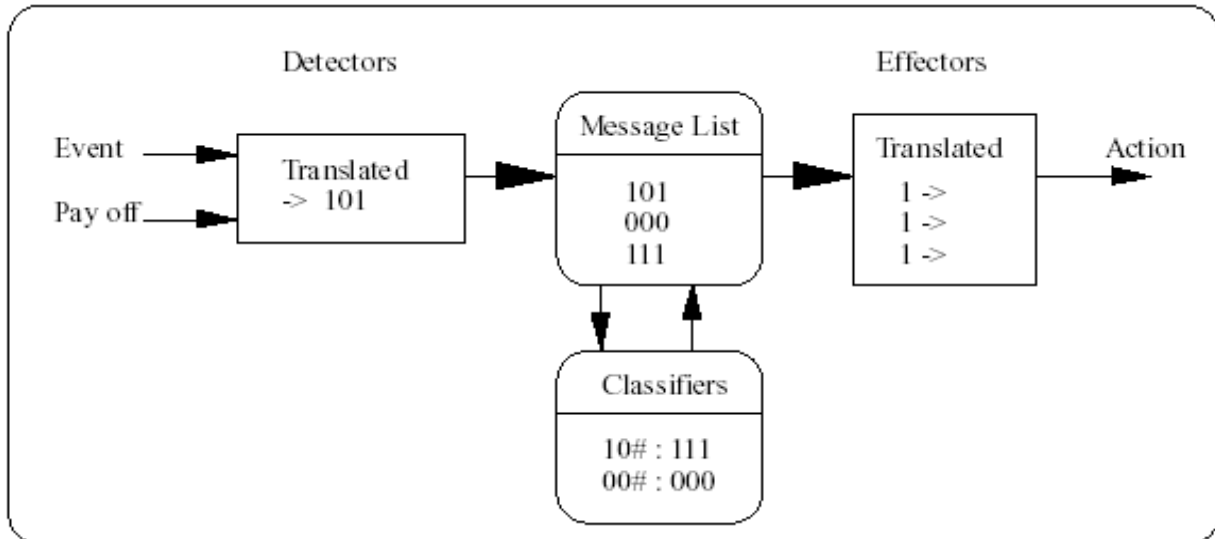 Detectors
Effectors
Event
Pay off
Translated
-> 101
Message List
101
000
111
Translated
1 ->
1 ->
1 ->
Action
Classifiers
10# : 111
00# : 000